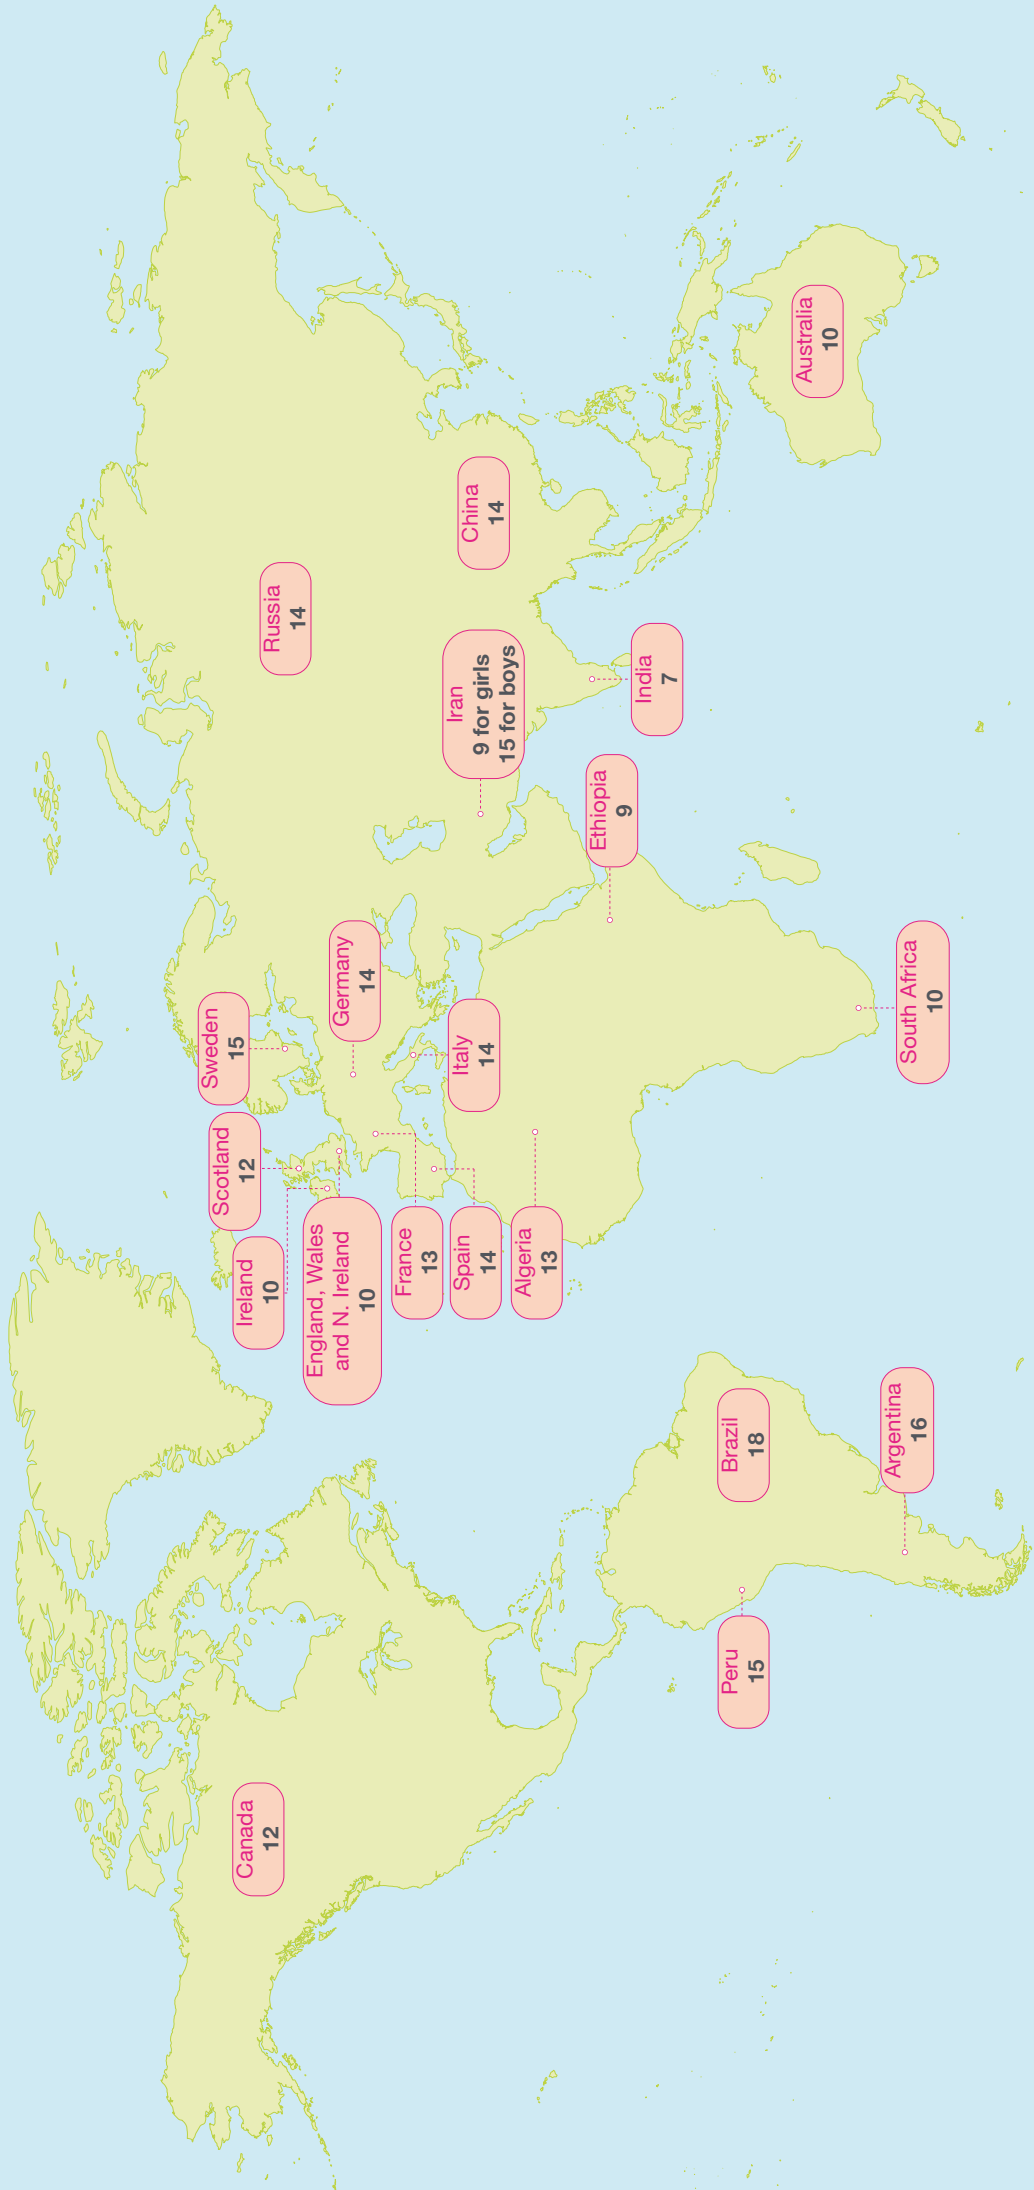 Canada
12
Ireland
10
Scotland
12
Sweden
15
Russia
14
England, Wales
and N. Ireland
10
Germany
14
France
13
Spain
14
Italy
14
Algeria
13
Iran
9 for girls
15 for boys
China
14
Ethiopia
9
India
7
Peru
15
Brazil
18
Australia
10
Argentina
16
South Africa
10